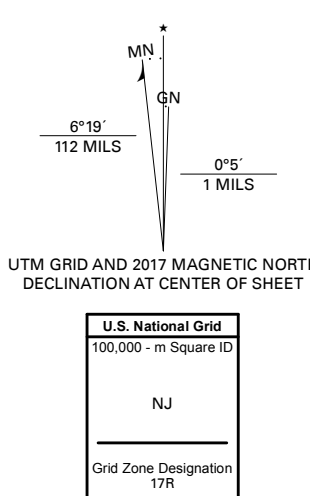 ★
MN
GN
6°19´
112 MILS
0°5´
1 MILS
UTM GRID AND 2017 MAGNETIC NORT
DECLINATION AT CENTER OF SHEET
U.S. National Grid
100,000 - m Square ID
NJ
Grid Zone Designation
17R